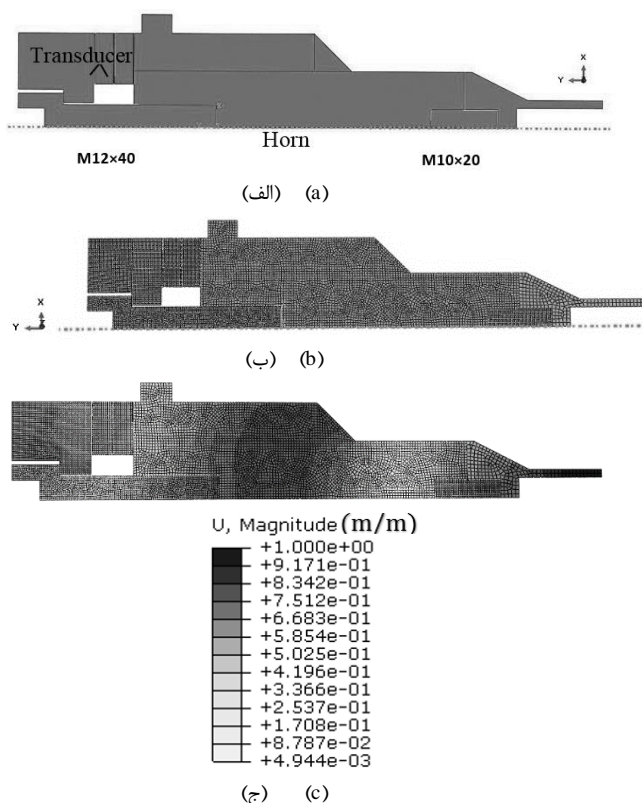 X
Transducer
Y
Horn
M12×40 M10×20
(الف) (a)
X
Y
(ب) (b)
U, Magnitude (m/m)
+1.000e+00
+9.171e-01
+8.342e-01
+7.512e-01
+6.683e-01
+5.854e-01
+5.025e-01
+4.196e-01
+3.366e-01
+2.537e-01
+1.708e-01
+8.787e-02
+4.944e-03
(ج) (c)